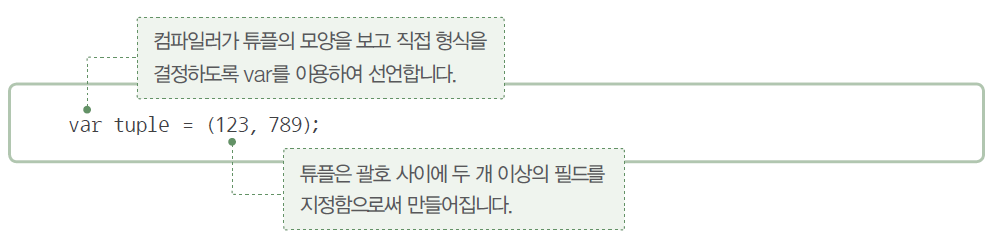 컴파일러가 튜플의 모양을 보고 직접 형식을
결정하도록 var를 이용하여 선언합니다.
var tuple = (123, 789);
튜플은 괄호 사이에 두 개 이상의 필드를
지정함으로써 만들어집니다.